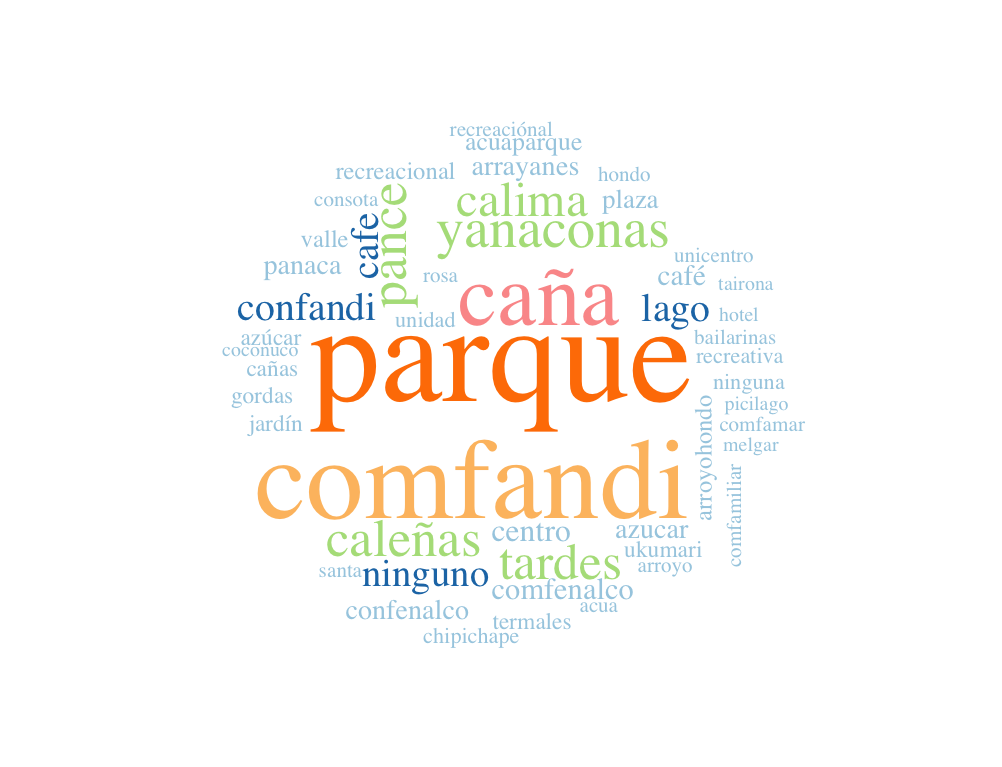 recreaciónal
acuaparque
recreacional arrayanes hondo
consota pance calima plaza
cafe yanaconas
valle
panaca unicentro
rosa caña café tairona
confandi lago hotel
unidad
azúcar parque bailarinas
coconuco recreativa
cañas
gordas ninguna
jardín picilago
arroyohondo comfamar
melgar
comfandi comfamiliar
caleñas centro azucar
tardes ukumari
santa ninguno arroyo
comfenalco
confenalco acua
termales
chipichape